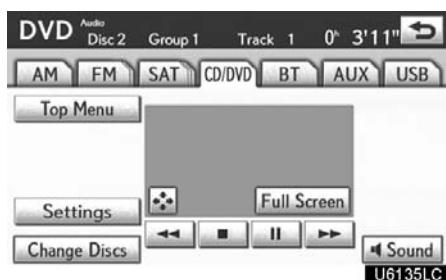 DVD Audio Disc 2 Group 1 Track 1 0h 3'11"
AM FM SAT CD/DVD BT AUX USB
Top Menu
Full Screen
Settings
Change Discs
Sound
U6135LC